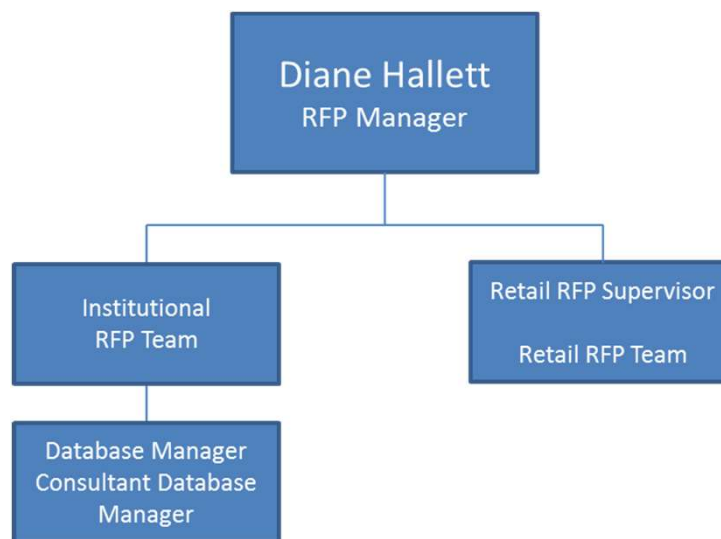 Diane Hallett
RFP Manager
Institutional
RFP Team
Retail RFP Supervisor
Retail RFP Team
Database Manager
Consultant Database
Manager